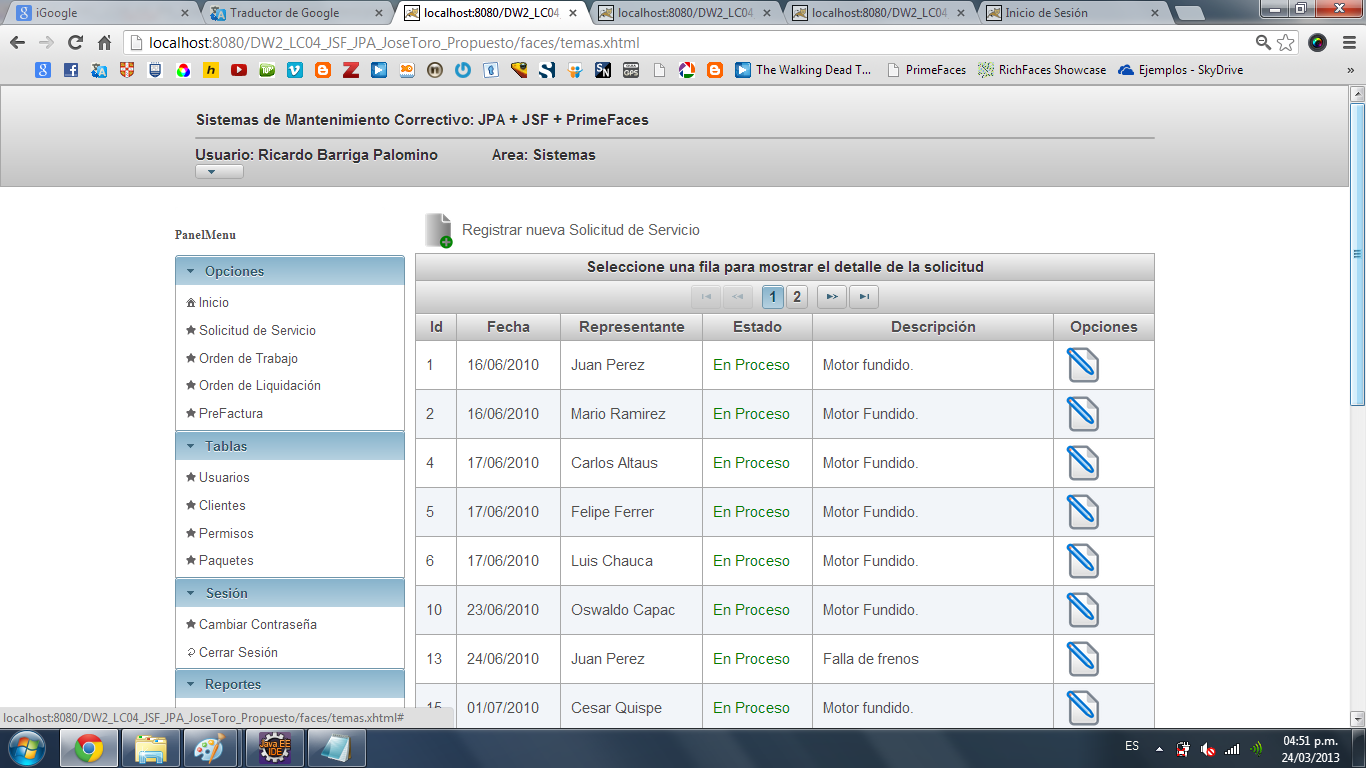 iGoogle
Traductor de Google
localhost:8080/DW2_LC04
localhost:8080/DW2_LC04
localhost:8080/DW2_LC04
Inicio de Sesión
localhost:8080/DW2_LC04_JSF_JPA_JoseToro_Propuesto/faces/temas.xhtml
The Walking Dead T...
PrimeFaces
RichFaces Showcase
Ejemplos - SkyDrive
»
Sistemas de Mantenimiento Correctivo: JPA + JSF + PrimeFaces
Usuario: Ricardo Barriga Palomino Area: Sistemas
PanelMenu
Opciones
Inicio
Solicitud de Servicio
Orden de Trabajo
Orden de Liquidación
PreFactura
Tablas
Usuarios
Clientes
Permisos
Paquetes
Sesión
Cambiar Contraseña
Cerrar Sesión
Reportes
Registrar nueva Solicitud de Servicio
Seleccione una fila para mostrar el detalle de la solicitud
1 2
Id Fecha Representante Estado Descripción Opciones
1 16/06/2010 Juan Perez En Proceso Motor fundido.
2 16/06/2010 Mario Ramirez En Proceso Motor Fundido.
4 17/06/2010 Carlos Altaus En Proceso Motor Fundido.
5 17/06/2010 Felipe Ferrer En Proceso Motor Fundido.
6 17/06/2010 Luis Chauca En Proceso Motor Fundido.
10 23/06/2010 Oswaldo Capac En Proceso Motor Fundido.
13 24/06/2010 Juan Perez En Proceso Falla de frenos
15 01/07/2010 Cesar Quispe En Proceso Motor fundido.
localhost:8080/DW2_LC04_JSF_JPA_JoseToro_Propuesto/faces/temas.xhtml#
Java EE
IDE
ES
04:51 p.m.
24/03/2013